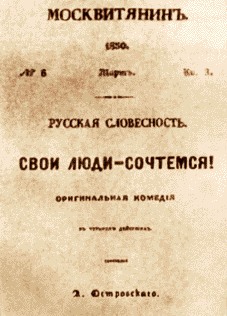 МОСКВИТЯНИНЪ.
1850.
№ 6 Мартъ. Кн. 2.
РУССКАЯ СЛОВЕСНОСТЬ.
СВОИ ЛЮДИ—СОЧТЕМСЯ!
ОРИГИНАЛЬНАЯ КОМЕДІЯ
въ четырехъ дѣйствіяхъ.
А. Островскаго.